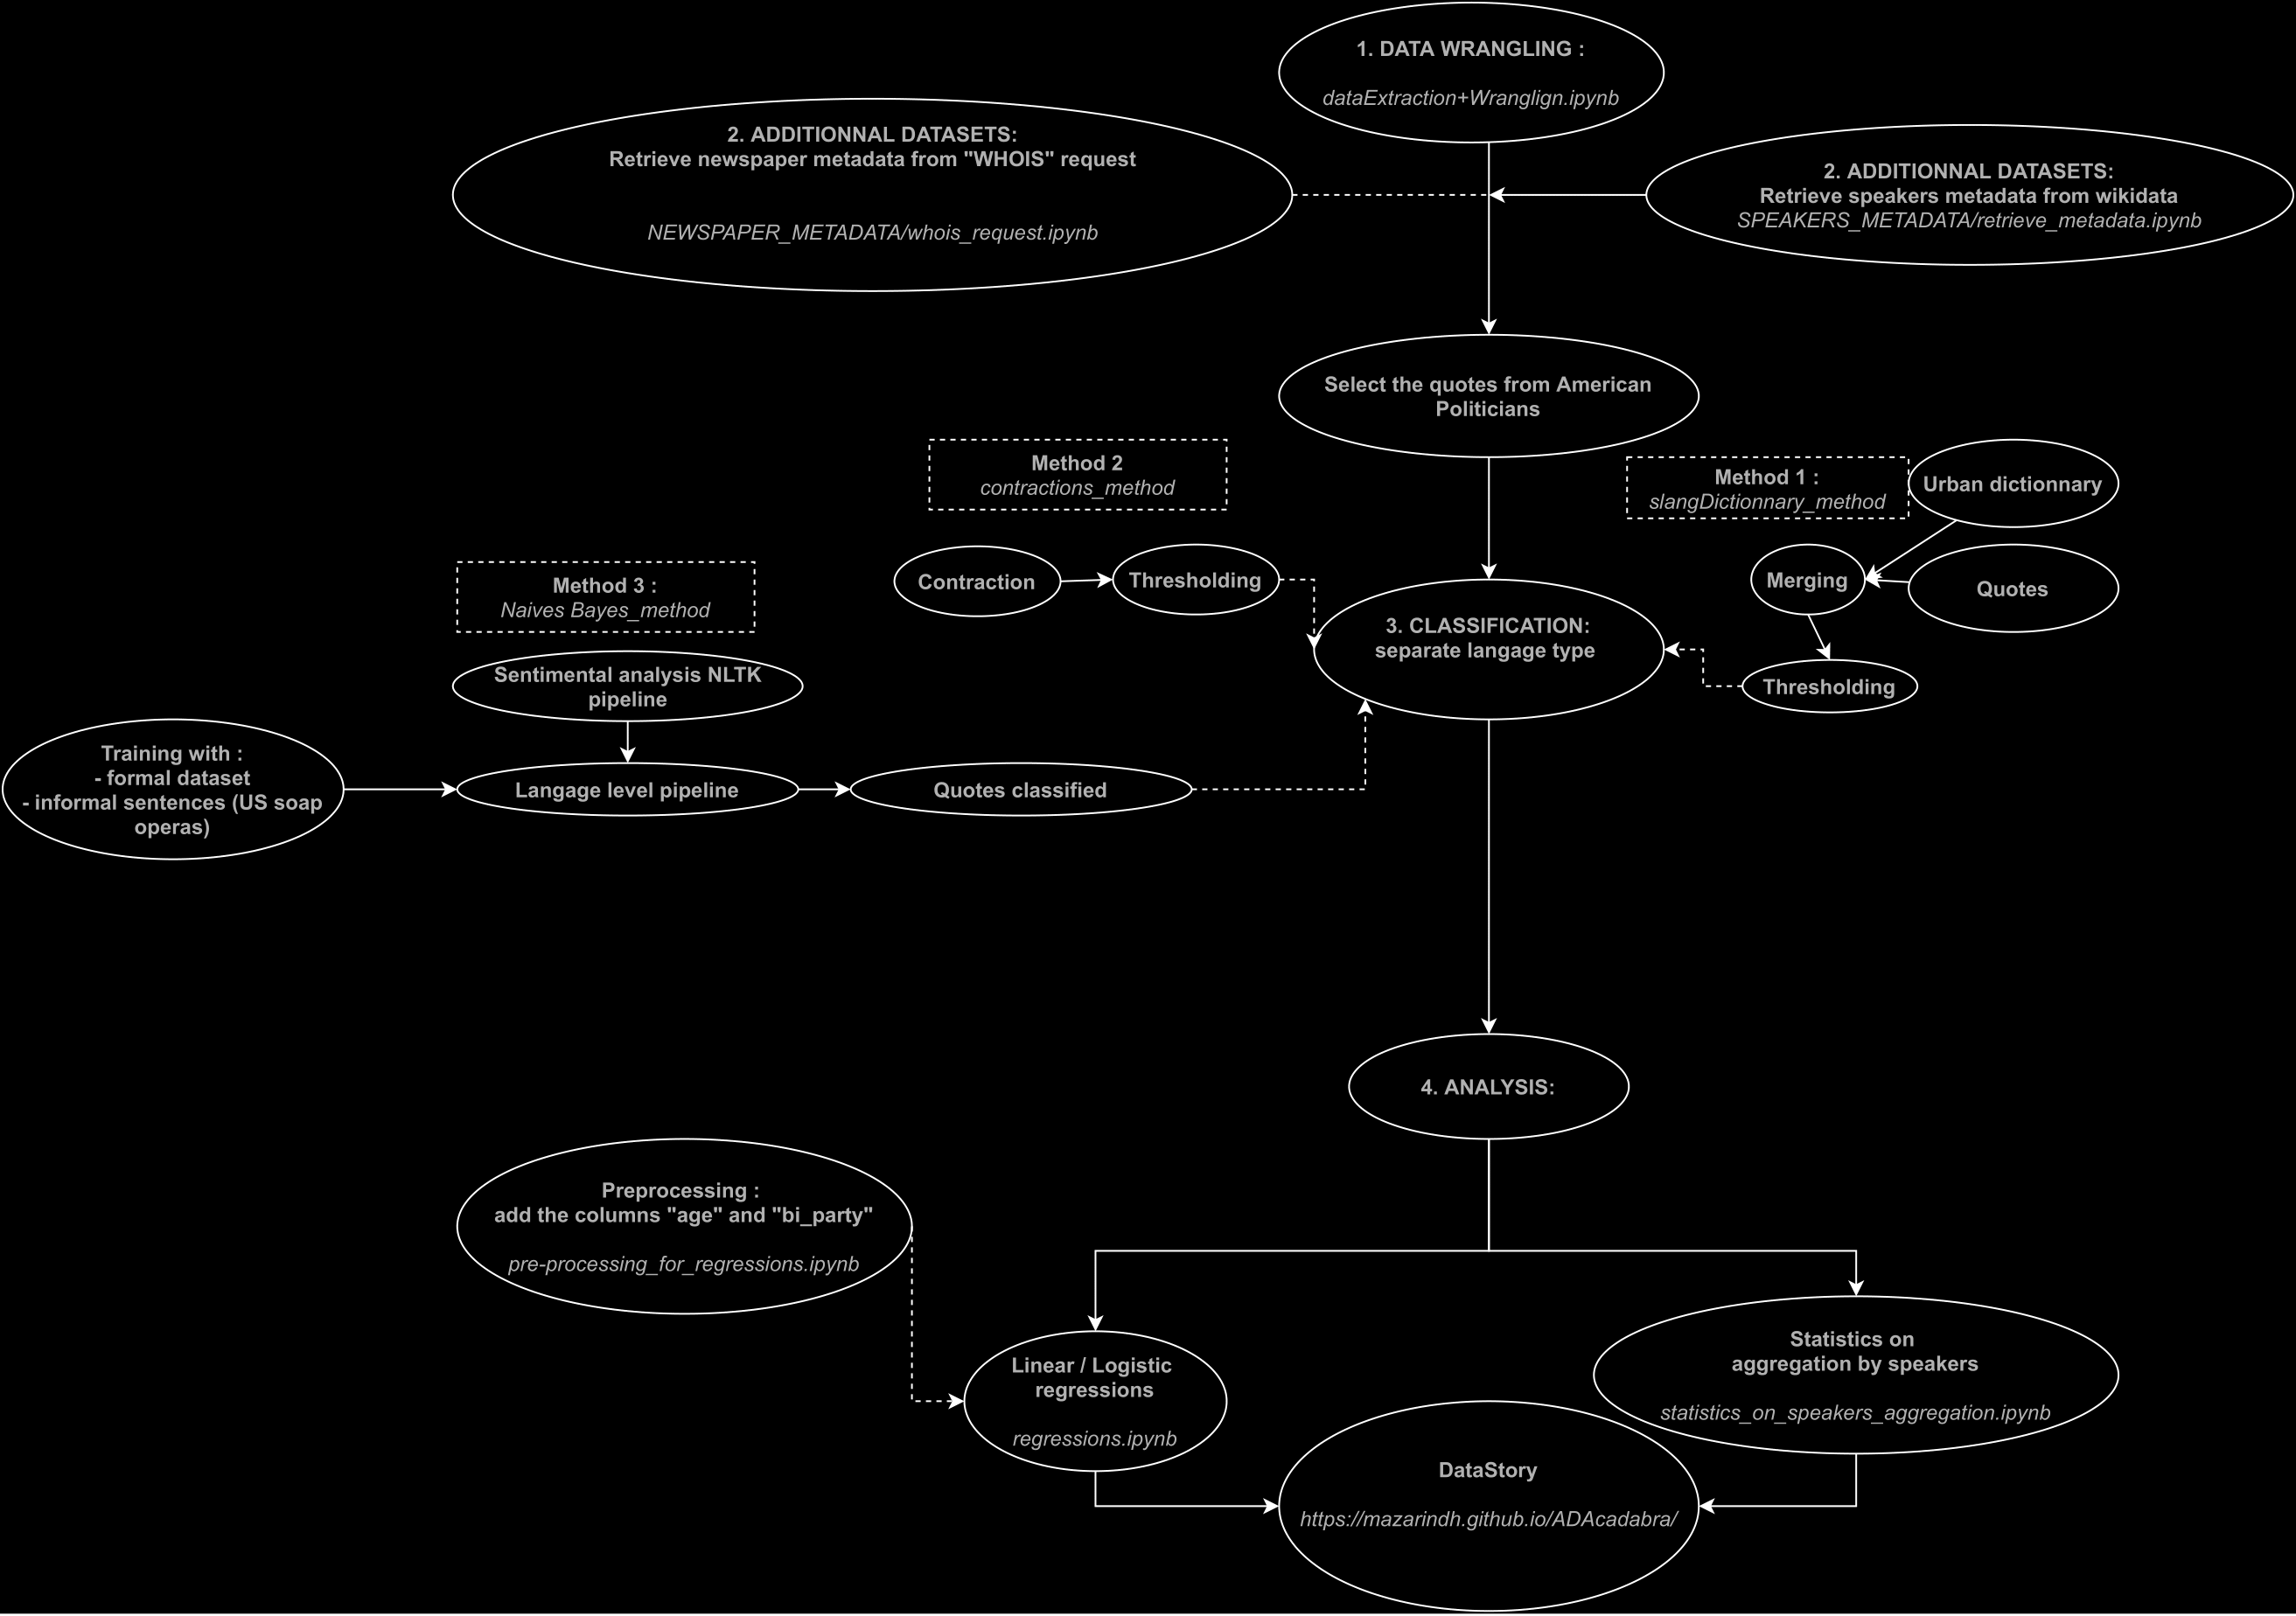 1. DATA WRANGLING :
dataExtraction+Wranglign.ipynb
2. ADDITIONNAL DATASETS:
Retrieve newspaper metadata from "WHOIS" request
NEWSPAPER_METADATA/whois_request.ipynb
2. ADDITIONNAL DATASETS:
Retrieve speakers metadata from wikidata
SPEAKERS_METADATA/retrieve_metadata.ipynb
Select the quotes from American
Politicians
Method 2
contractions_method
Method 1 :
slangDictionnary_method
Urban dictionnary
Contraction
Thresholding
Merging
Quotes
Method 3 :
Naives Bayes_method
3. CLASSIFICATION:
separate langage type
Thresholding
Sentimental analysis NLTK
pipeline
Training with :
- formal dataset
- informal sentences (US soap
operas)
Langage level pipeline
Quotes classified
4. ANALYSIS:
Preprocessing :
add the columns "age" and "bi_party"
pre-processing_for_regressions.ipynb
Linear / Logistic
regressions
regressions.ipynb
Statistics on
aggregation by speakers
statistics_on_speakers_aggregation.ipynb
DataStory
https://mazarindh.github.io/ADAcadabra/